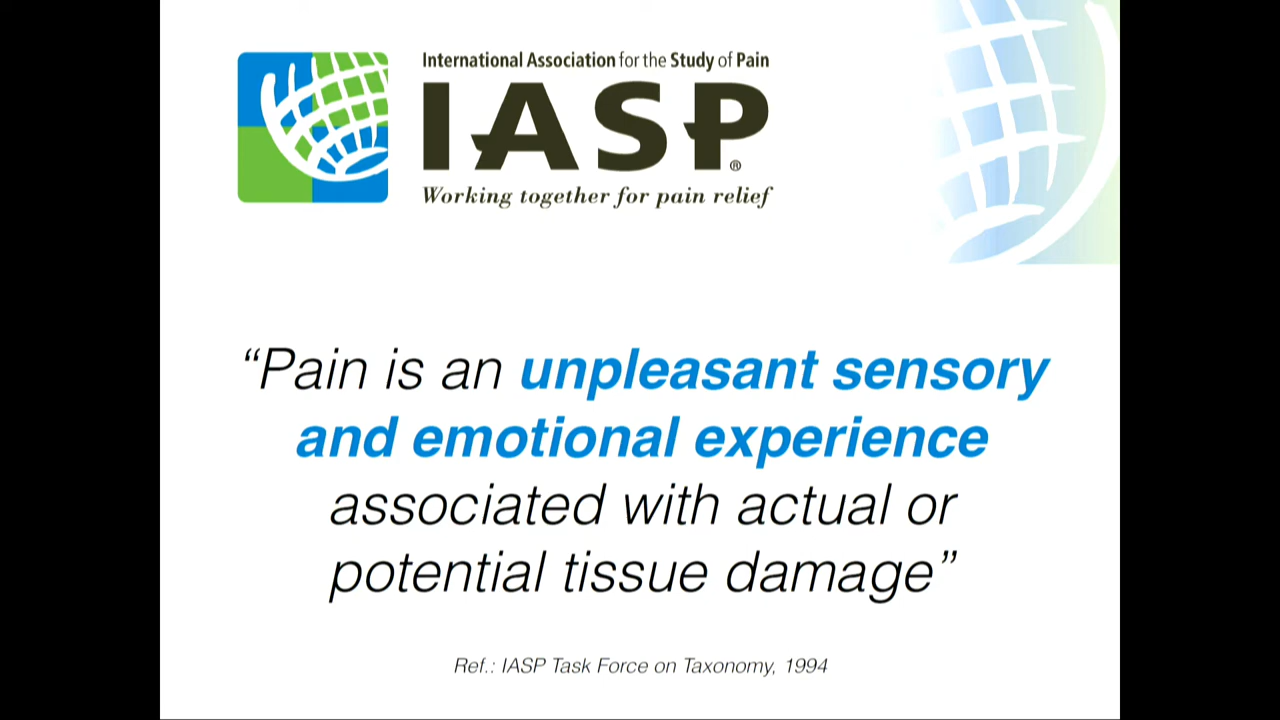 International Association for the Study of Pain
IASP®
Working together for pain relief
“Pain is an unpleasant sensory
and emotional experience
associated with actual or
potential tissue damage”
Ref.: IASP Task Force on Taxonomy, 1994